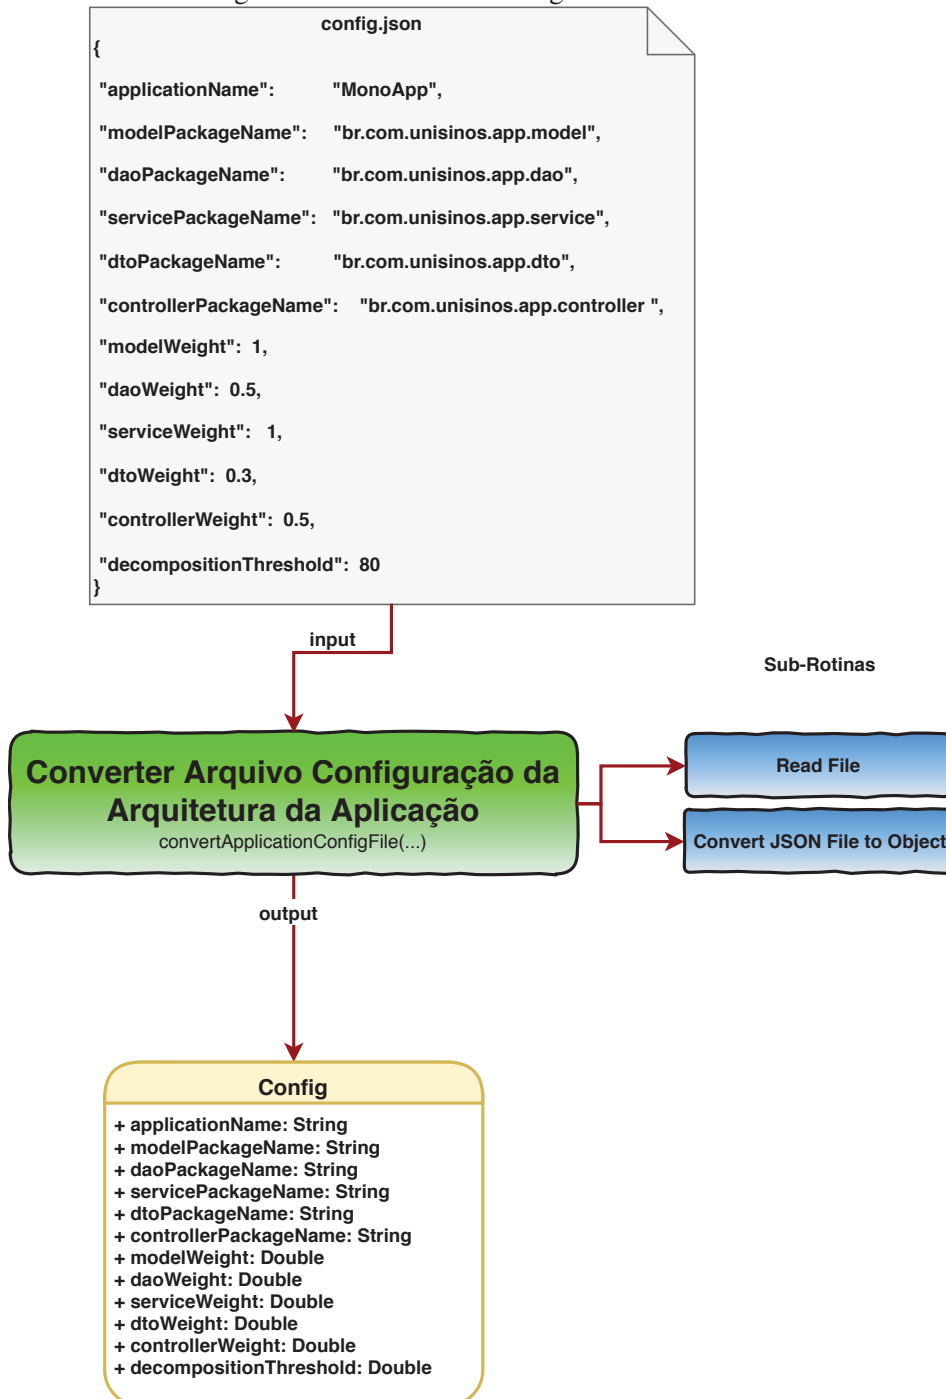 config.json
{
"applicationName": "MonoApp",
"modelPackageName": "br.com.unisinos.app.model",
"daoPackageName": "br.com.unisinos.app.dao",
"servicePackageName": "br.com.unisinos.app.service",
"dtoPackageName": "br.com.unisinos.app.dto",
"controllerPackageName": "br.com.unisinos.app.controller ",
"modelWeight": 1,
"daoWeight": 0.5,
"serviceWeight": 1,
"dtoWeight": 0.3,
"controllerWeight": 0.5,
"decompositionThreshold": 80
}
input
Sub-Rotinas
Converter Arquivo Configuração da
Arquitetura da Aplicação
convertApplicationConfigFile(...)
Read File
Convert JSON File to Object
output
Config
+ applicationName: String
+ modelPackageName: String
+ daoPackageName: String
+ servicePackageName: String
+ dtoPackageName: String
+ controllerPackageName: String
+ modelWeight: Double
+ daoWeight: Double
+ serviceWeight: Double
+ dtoWeight: Double
+ controllerWeight: Double
+ decompositionThreshold: Double